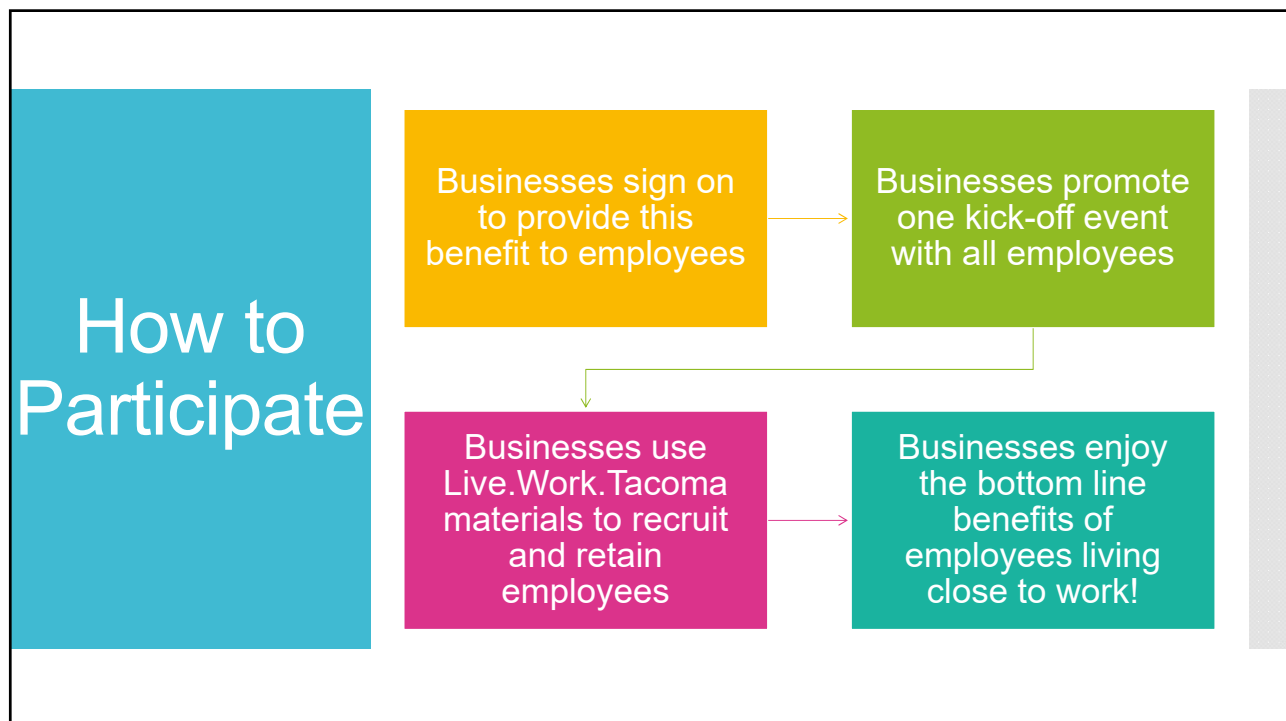 How to
Participate
Businesses sign on
to provide this
benefit to employees
Businesses promote
one kick-off event
with all employees
Businesses use
Live.Work.Tacoma
materials to recruit
and retain
employees
Businesses enjoy
the bottom line
benefits of
employees living
close to work!